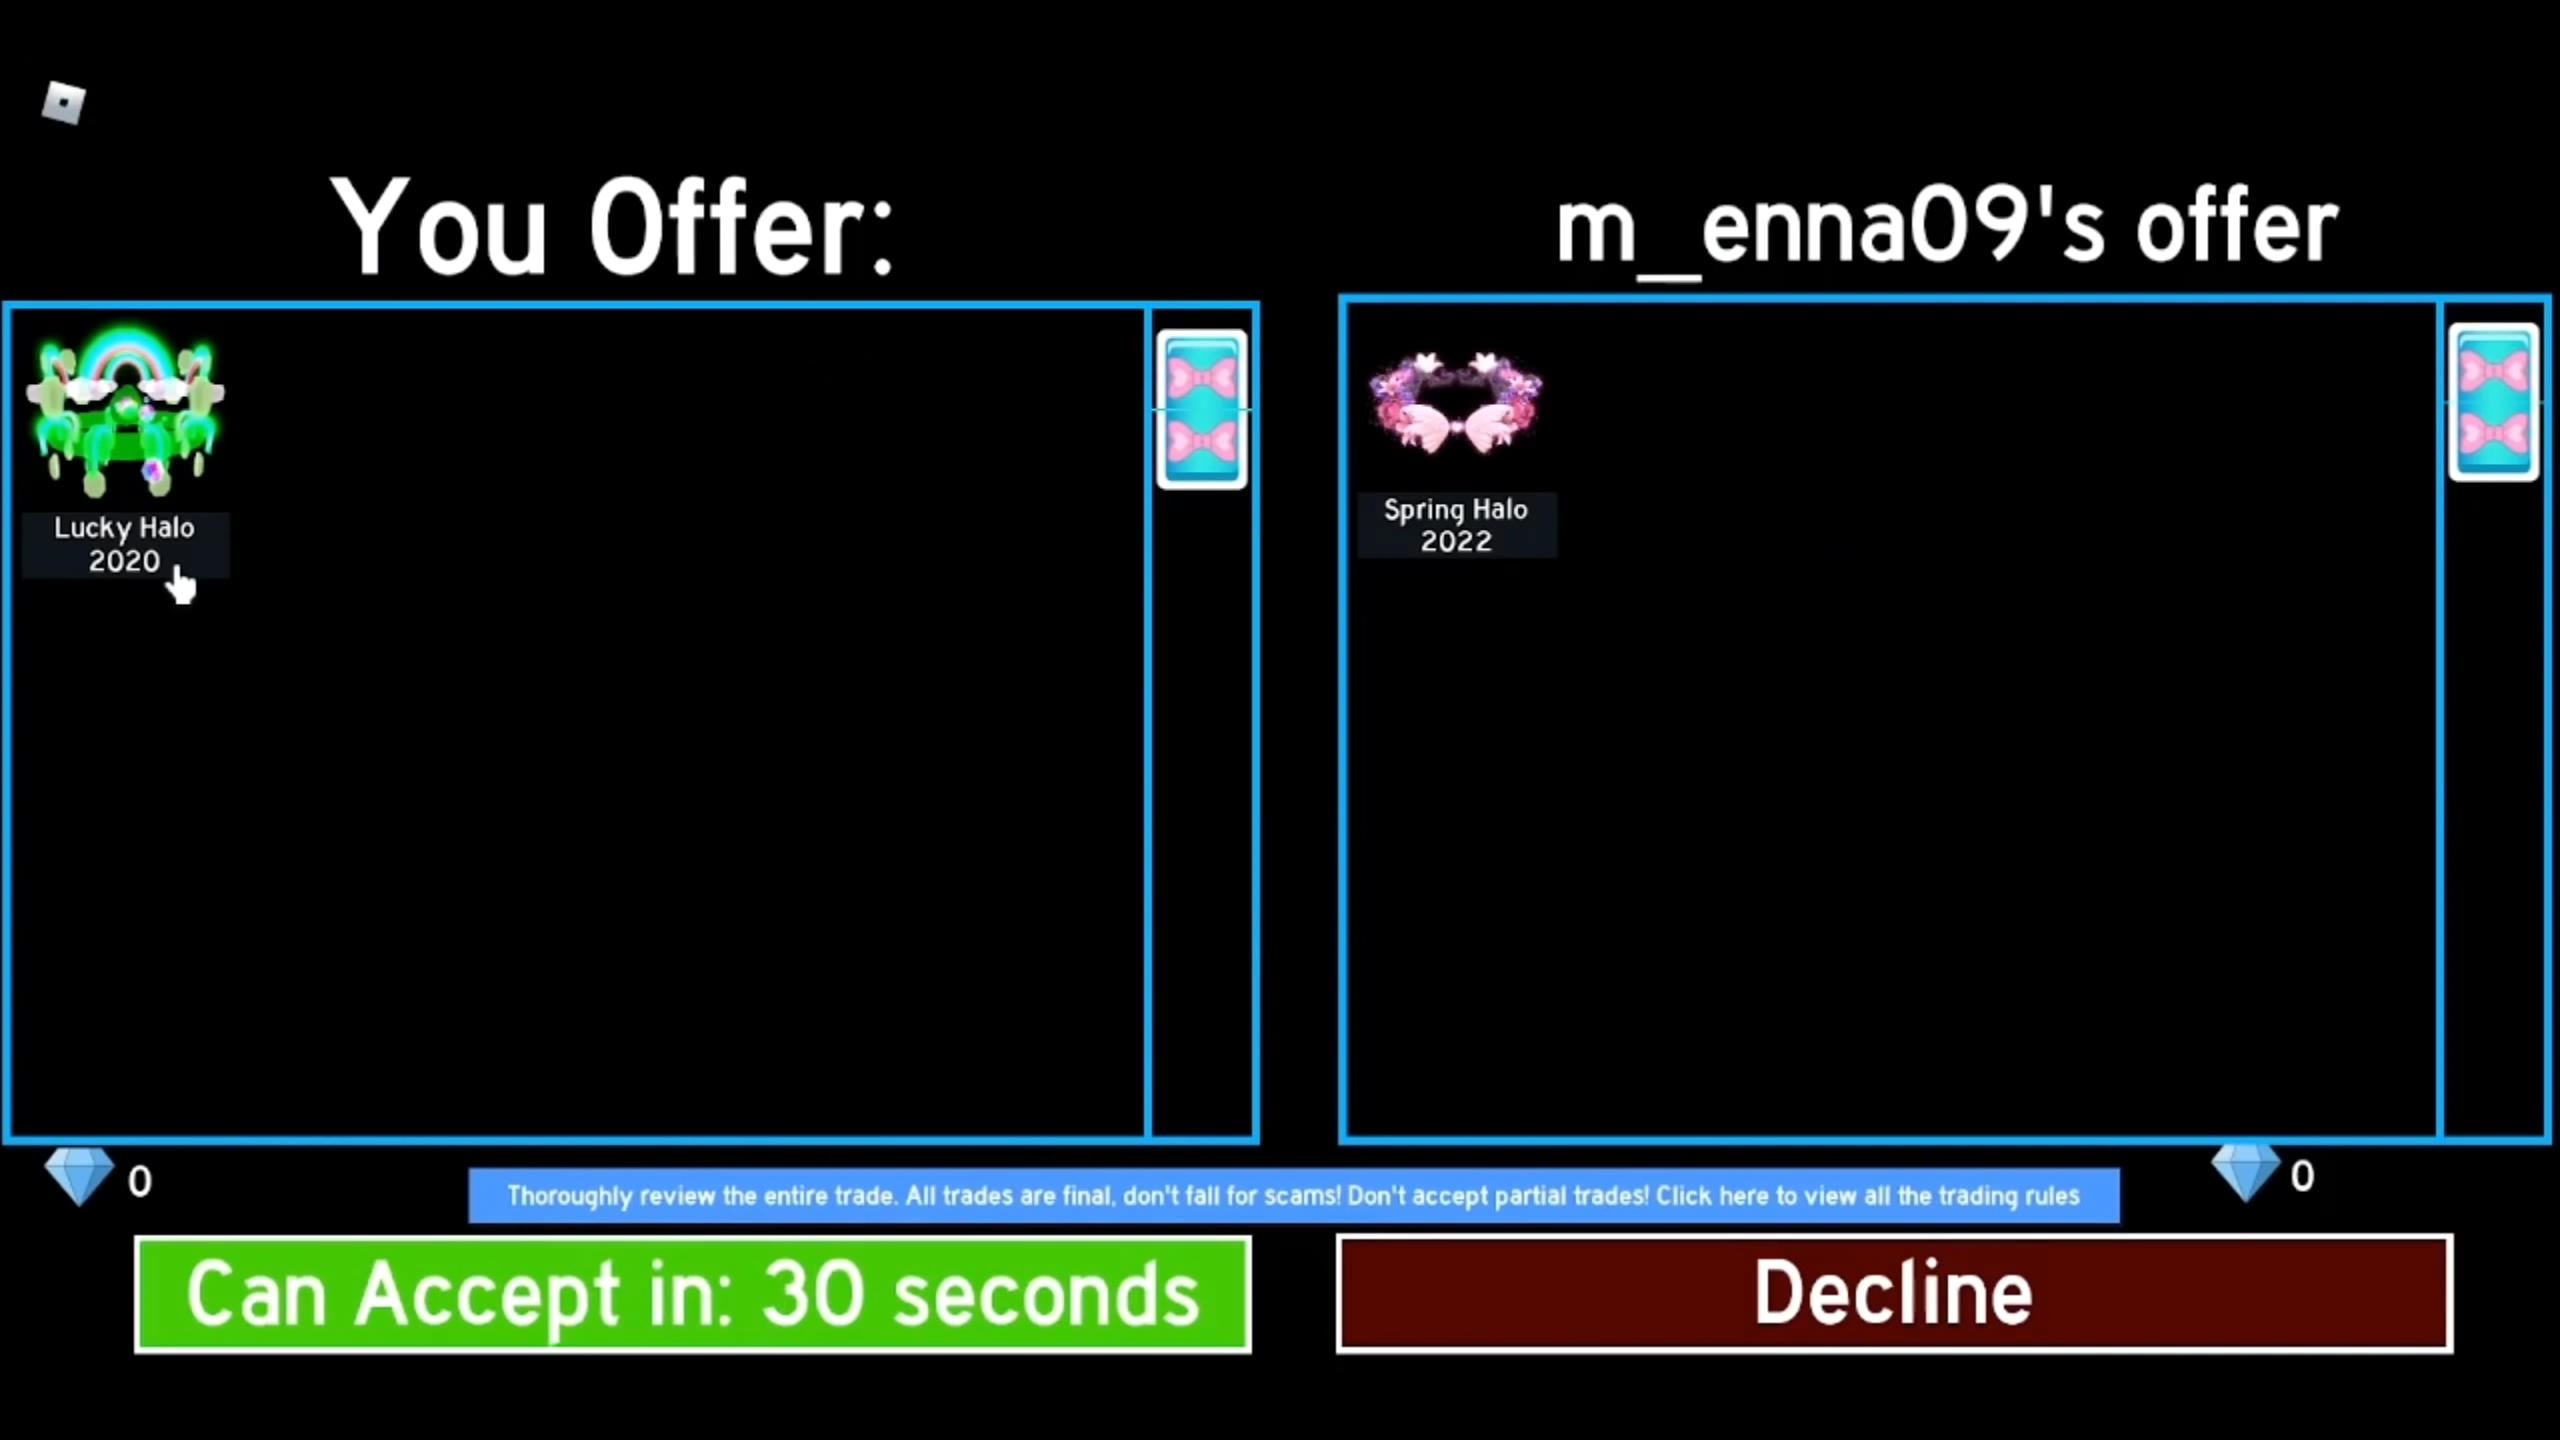 You Offer:
m_enna09's offer
Lucky Halo
2020
Spring Halo
2022
0
0
Thoroughly review the entire trade. All trades are final, don't fall for scams! Don't accept partial trades! Click here to view all the trading rules
Can Accept in: 30 seconds
Decline